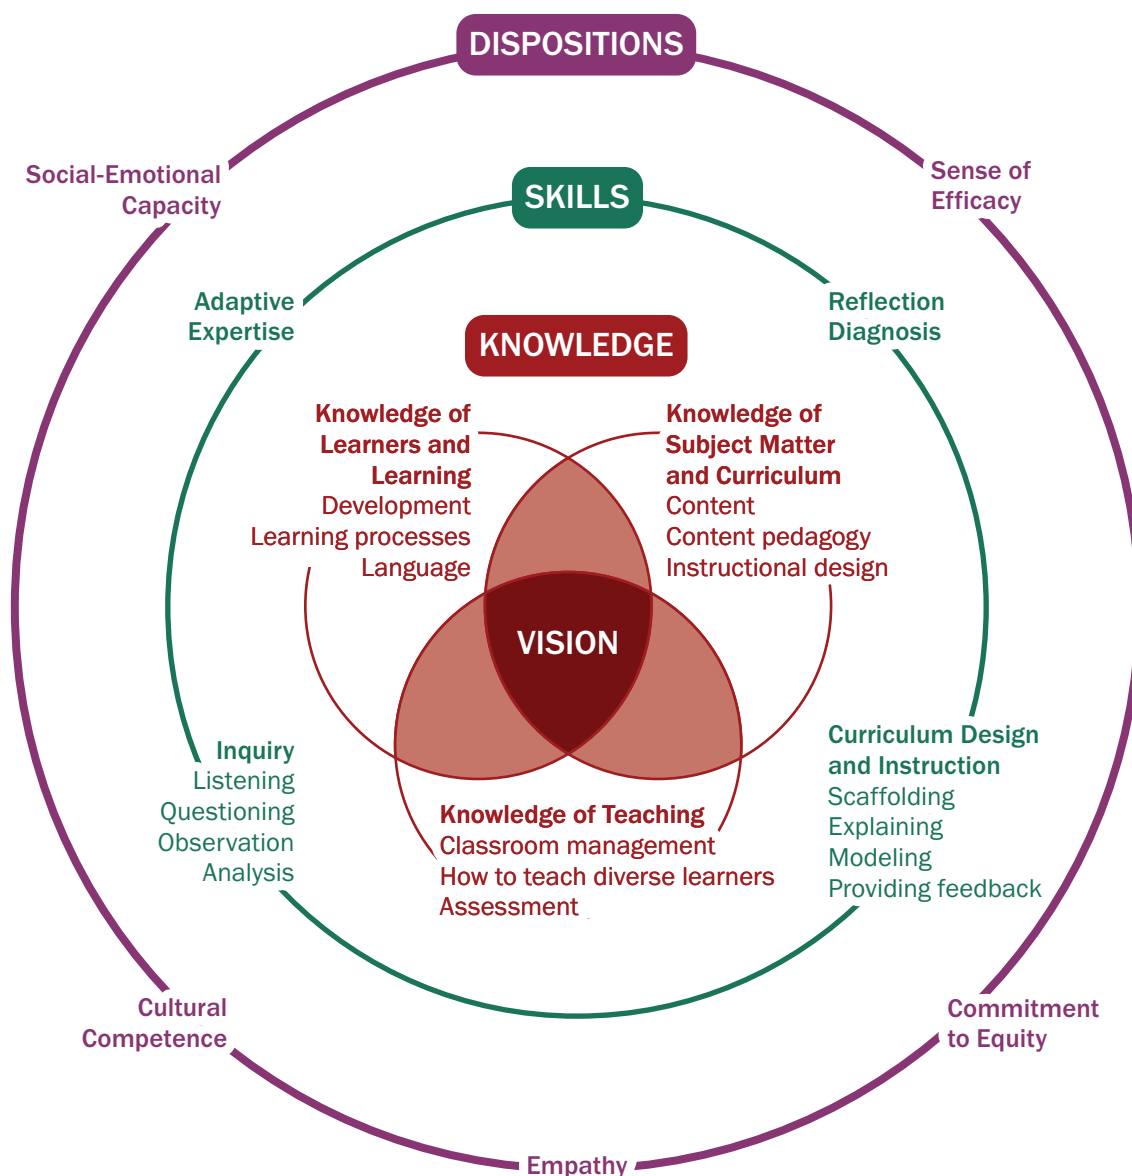 DISPOSITIONS
Social-Emotional
Capacity
Sense of
Efficacy
SKILLS
Adaptive
Expertise
Reflection
Diagnosis
KNOWLEDGE
Knowledge of
Learners and
Learning
Development
Learning processes
Language
Knowledge of
Subject Matter
and Curriculum
Content
Content pedagogy
Instructional design
VISION
Inquiry
Listening
Questioning
Observation
Analysis
Knowledge of Teaching
Classroom management
How to teach diverse learners
Assessment
Curriculum Design
and Instruction
Scaffolding
Explaining
Modeling
Providing feedback
Cultural
Competence
Commitment
to Equity
Empathy